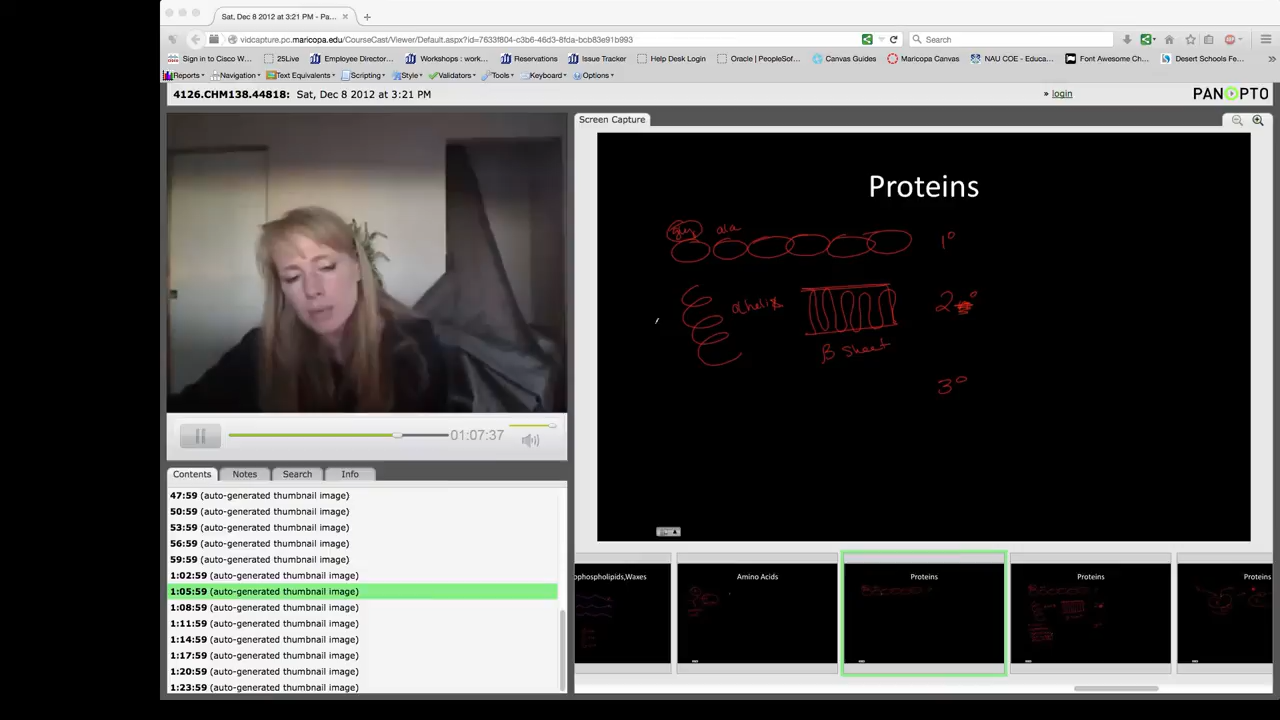 Sat, Dec 8 2012 at 3:21 PM - Pa...
vidcapture.pc.maricopa.edu/CourseCast/Viewer/Default.aspx?id=7633f804-c3b6-46d3-8fda-bcb83e91b993
Search
Sign in to Cisco W... 25Live Employee Director... Workshops : work... Reservations Issue Tracker Help Desk Login Oracle | PeopleSof... Canvas Guides Maricopa Canvas NAU COE - Educa... Font Awesome Ch... Desert Schools Fe...
Reports Navigation Text Equivalents Scripting Style Validators Tools Keyboard Options
4126.CHM138.44818: Sat, Dec 8 2012 at 3:21 PM
» login
PANOPTO
Screen Capture
Proteins
gly ala
1°
α helix
2°
β sheet
3°
01:07:37
Contents Notes Search Info
47:59 (auto-generated thumbnail image)
50:59 (auto-generated thumbnail image)
53:59 (auto-generated thumbnail image)
56:59 (auto-generated thumbnail image)
59:59 (auto-generated thumbnail image)
1:02:59 (auto-generated thumbnail image)
1:05:59 (auto-generated thumbnail image)
1:08:59 (auto-generated thumbnail image)
1:11:59 (auto-generated thumbnail image)
1:14:59 (auto-generated thumbnail image)
1:17:59 (auto-generated thumbnail image)
1:20:59 (auto-generated thumbnail image)
1:23:59 (auto-generated thumbnail image)
ophospholipids,Waxes
Amino Acids
Proteins
Proteins
Proteins